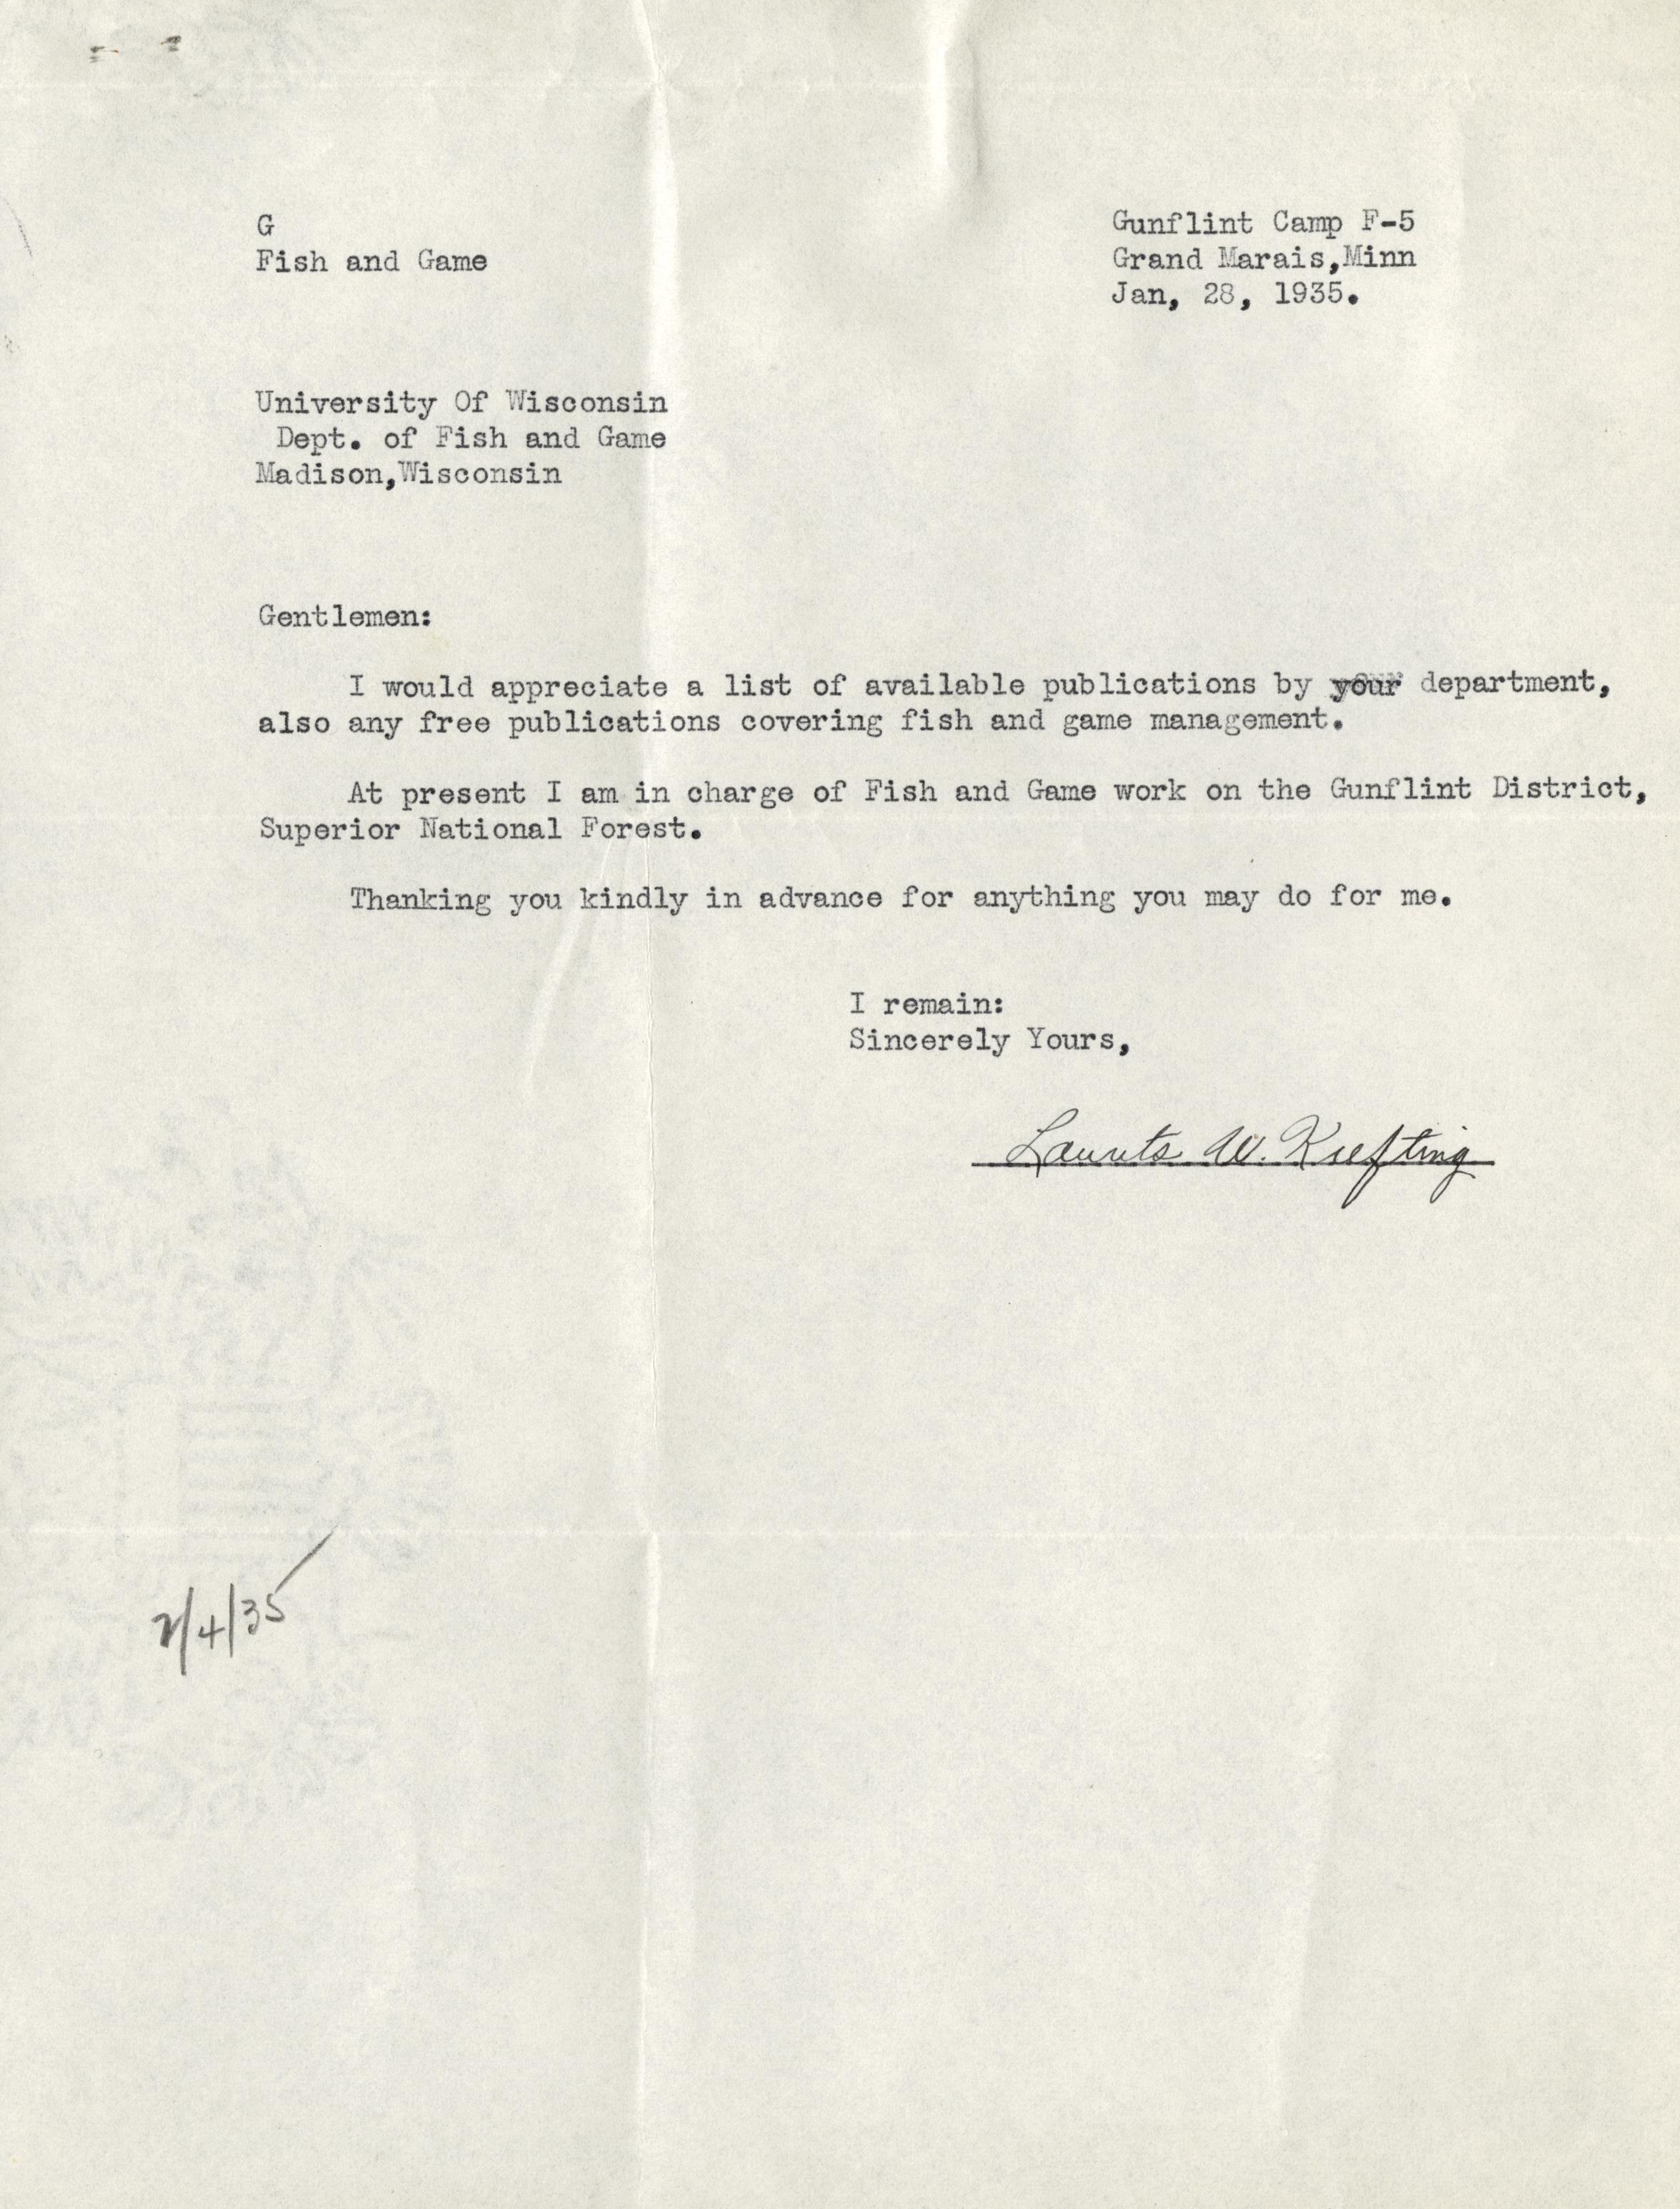 G
Fish and Game
Gunflint Camp F-5
Grand Marais,Minn
Jan, 28, 1935.
University Of Wisconsin
Dept. of Fish and Game
Madison,Wisconsin
Gentlemen:
I would appreciate a list of available publications by your department,
also any free publications covering fish and game management.
At present I am in charge of Fish and Game work on the Gunflint District,
Superior National Forest.
Thanking you kindly in advance for anything you may do for me.
I remain:
Sincerely Yours,
Laurits W. Krefting
2/4/35